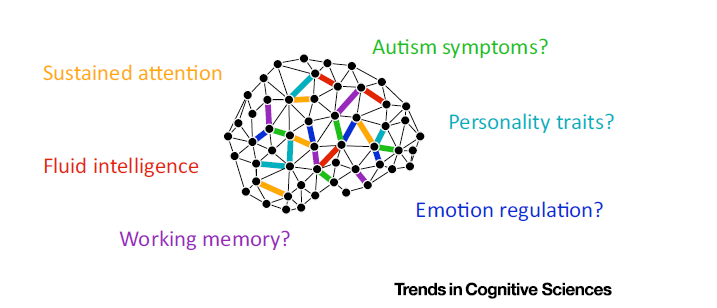 Autism symptoms?
Sustained attention
Personality traits?
Fluid intelligence
Emotion regulation?
Working memory?
Trends in Cognitive Sciences